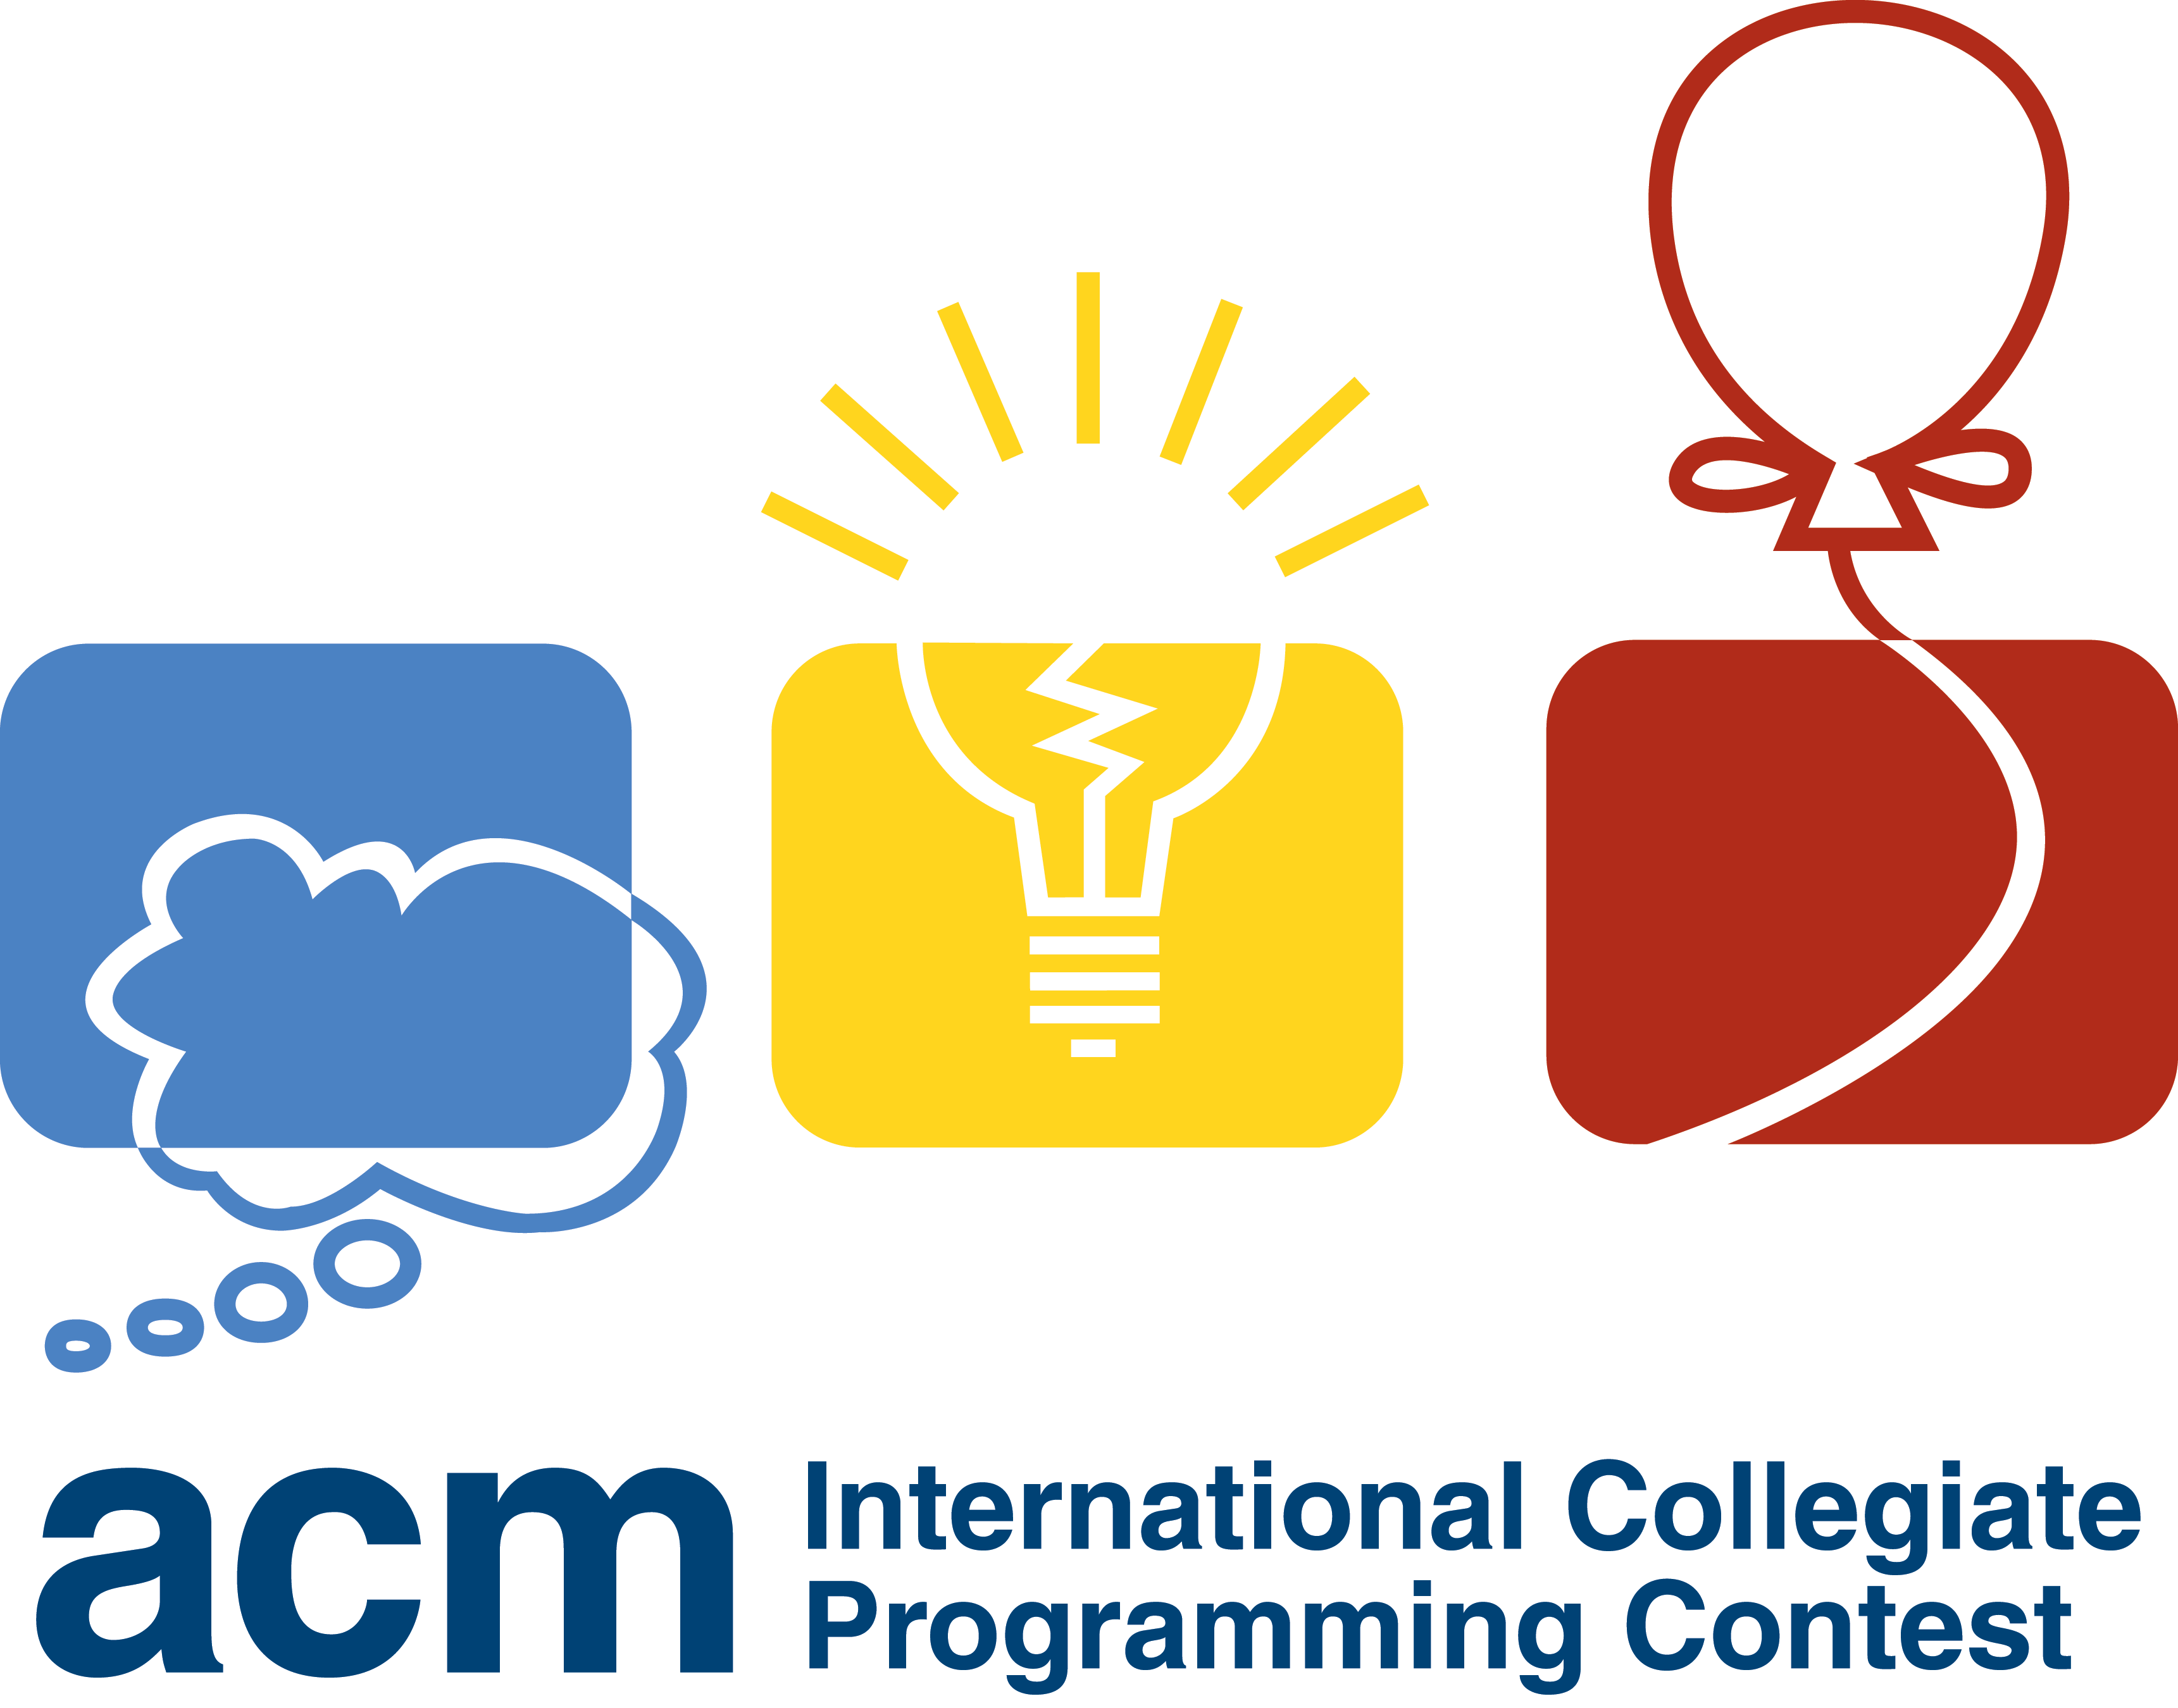 acm
International Collegiate
Programming Contest